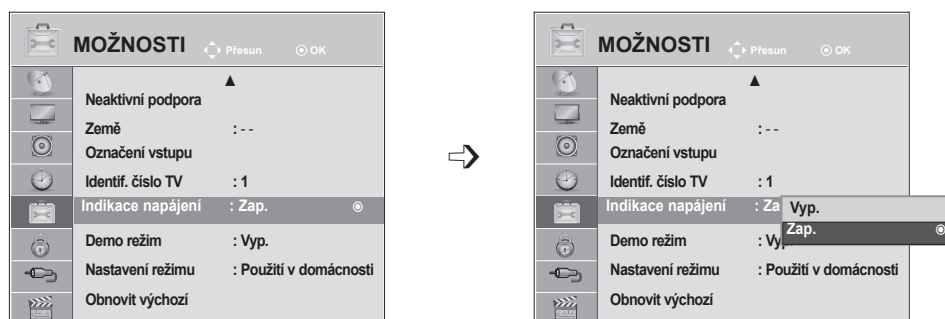 MOŽNOSTI Přesun OK
Neaktivní podpora
Země : - -
Označení vstupu
Identif. číslo TV : 1
Indikace napájení : Zap.
Demo režim : Vyp.
Nastavení režimu : Použití v domácnosti
Obnovit výchozí
MOŽNOSTI Přesun OK
Neaktivní podpora
Země : - -
Označení vstupu
Identif. číslo TV : 1
Indikace napájení : Za
Vyp.
Zap.
Demo režim : Vyp.
Nastavení režimu : Použití v domácnosti
Obnovit výchozí